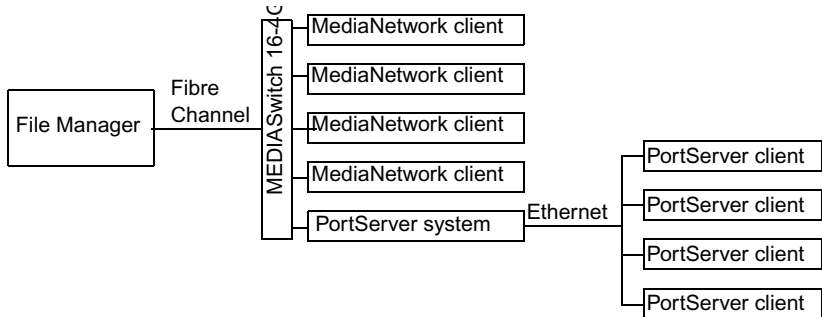 File Manager
Fibre
Channel
MEDIASwitch 16-4G
MediaNetwork client
MediaNetwork client
MediaNetwork client
MediaNetwork client
PortServer system
Ethernet
PortServer client
PortServer client
PortServer client
PortServer client